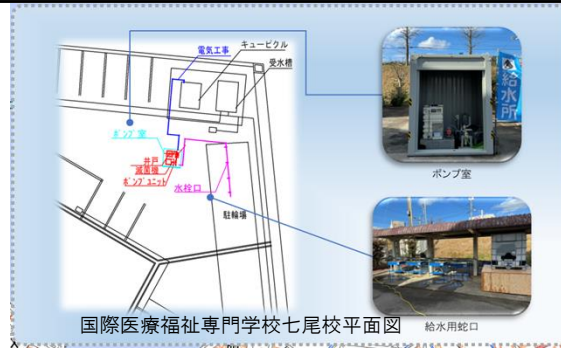 電気工事
キュービクル
受水槽
ポンプ室
井戸
滅菌機
ポンプユニット
水栓口
駐輪場
国際医療福祉専門学校七尾校平面図
給水所
ポンプ室
給水用蛇口